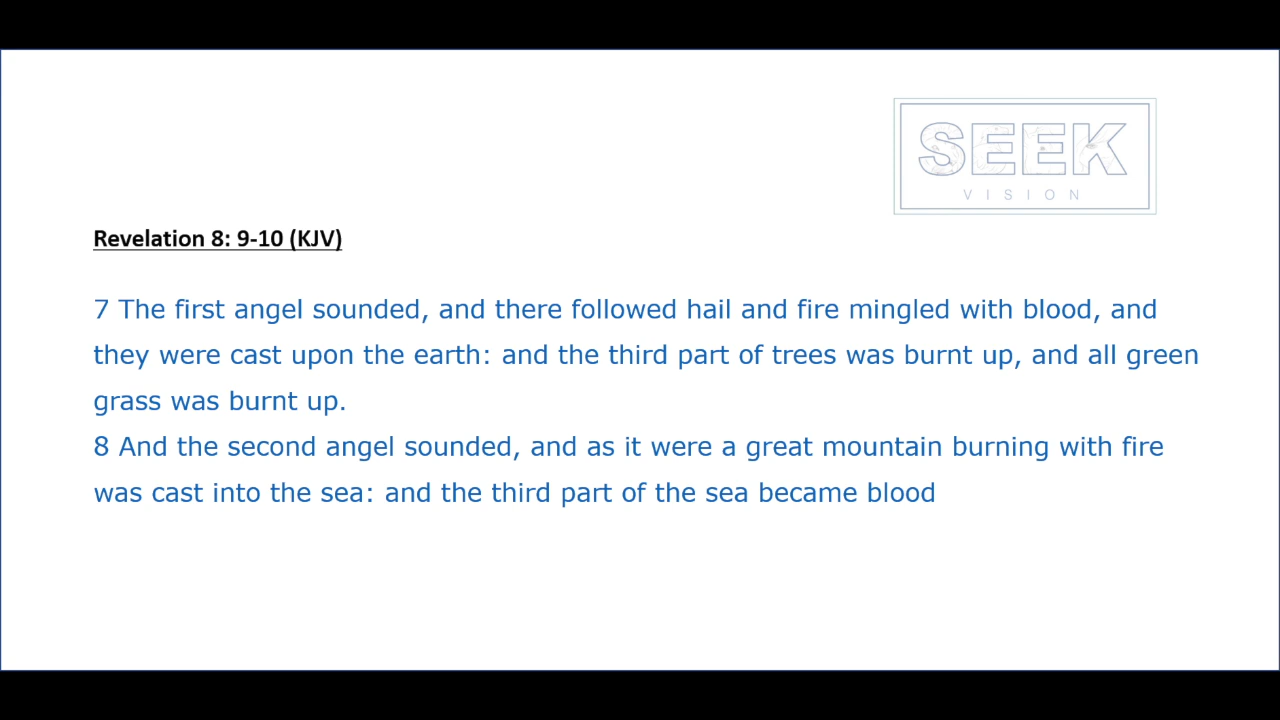 SEEK
VISION
Revelation 8: 9-10 (KJV)
7 The first angel sounded, and there followed hail and fire mingled with blood, and
they were cast upon the earth: and the third part of trees was burnt up, and all green
grass was burnt up.
8 And the second angel sounded, and as it were a great mountain burning with fire
was cast into the sea: and the third part of the sea became blood